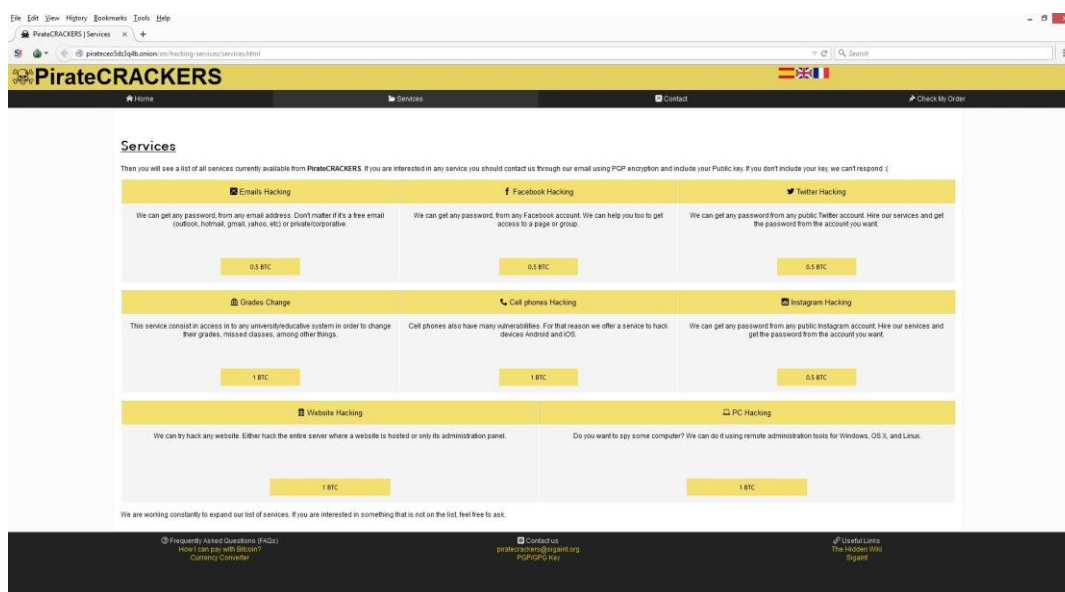 File Edit View History Bookmarks Tools Help
PirateCRACKERS | Services × +
pirateceo5dz3q4b.onion/en/hacking-services/services.html Search
PirateCRACKERS
Home Services Contact Check My Order
Services
Then you will see a list of all services currently available from PirateCRACKERS. If you are interested in any service you should contact us through our email using PGP encryption and include your Public key. If you don't include your key, we can't respond :(
Emails Hacking
We can get any password, from any email address. Don't matter if it's a free email
(outlook, hotmail, gmail, yahoo, etc) or private/corporative.
0.5 BTC
Facebook Hacking
We can get any password, from any Facebook account. We can help you too to get
access to a page or group.
0.5 BTC
Twitter Hacking
We can get any password from any public Twitter account. Hire our services and get
the password from the account you want.
0.5 BTC
Grades Change
This service consist in access in to any university/educative system in order to change
their grades, missed classes, among other things.
1 BTC
Cell phones Hacking
Cell phones also have many vulnerabilities. For that reason we offer a service to hack
devices Android and iOS.
1 BTC
Instagram Hacking
We can get any password from any public Instagram account. Hire our services and
get the password from the account you want.
0.5 BTC
Website Hacking
We can try hack any website. Either hack the entire server where a website is hosted or only its administration panel.
1 BTC
PC Hacking
Do you want to spy some computer? We can do it using remote administration tools for Windows, OS X, and Linux.
1 BTC
We are working constantly to expand our list of services. If you are interested in something that is not on the list, feel free to ask.
Frequently Asked Questions (FAQs)
How I can pay with Bitcoin?
Currency Converter
Contact us
piratecrackers@sigaint.org
PGP/GPG Key
Useful Links
The Hidden Wiki
Sigaint